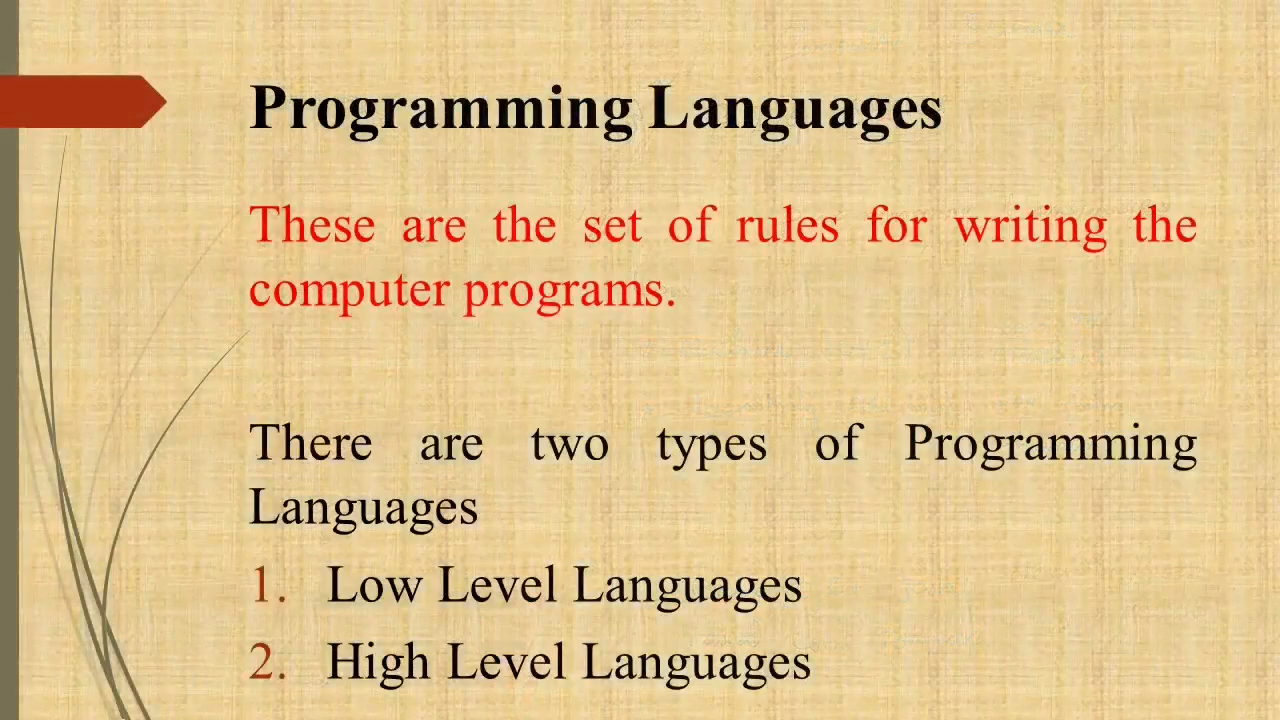 Programming Languages
These are the set of rules for writing the
computer programs.
There are two types of Programming
Languages
1. Low Level Languages
2. High Level Languages